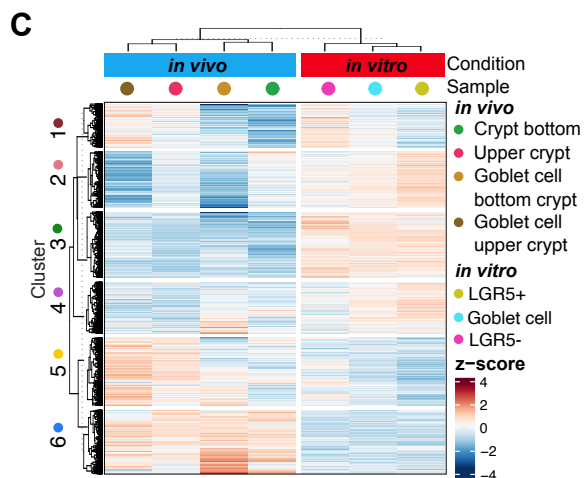 C
in vivo
in vitro
Condition
Sample
in vivo
Crypt bottom
Upper crypt
Goblet cell
bottom crypt
Goblet cell
upper crypt
in vitro
LGR5+
Goblet cell
LGR5-
z-score
4
2
0
−2
−4
Cluster
1
2
3
4
5
6